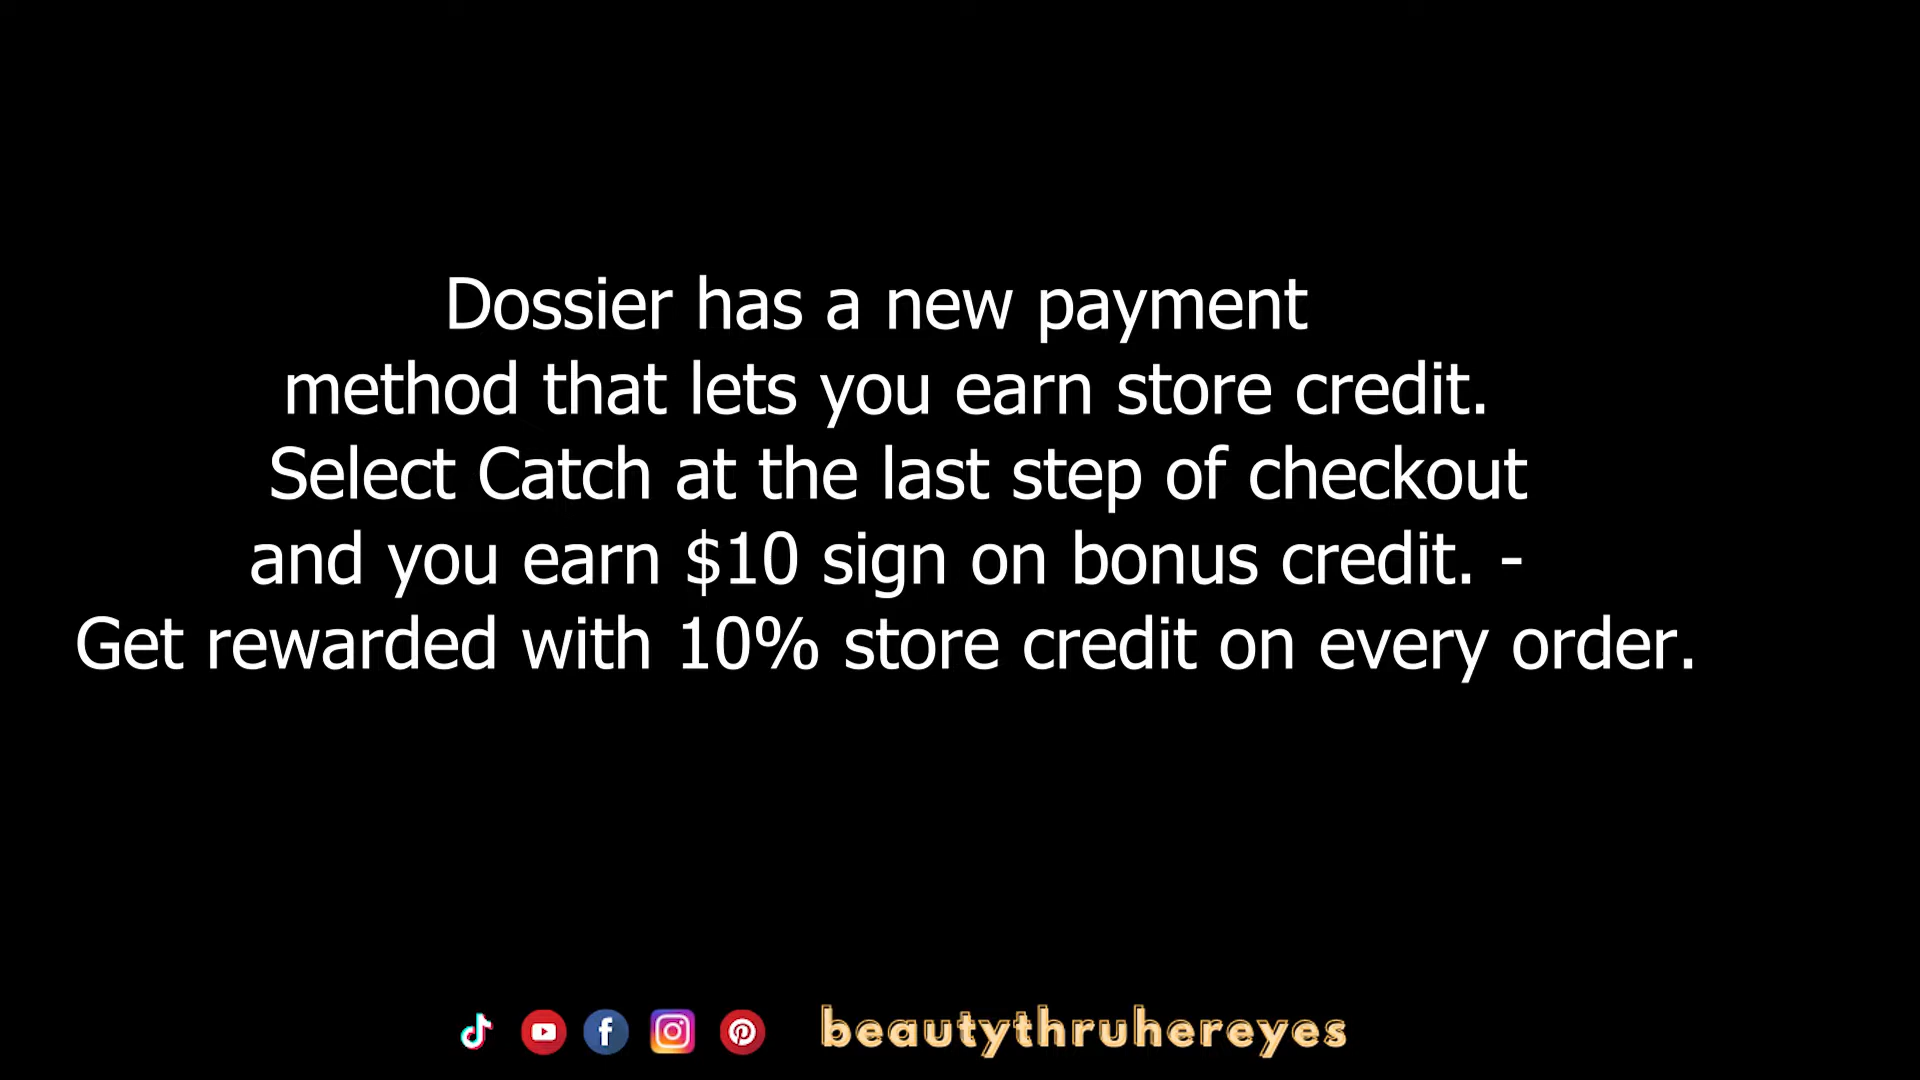 Dossier has a new payment
method that lets you earn store credit.
Select Catch at the last step of checkout
and you earn $10 sign on bonus credit. -
Get rewarded with 10% store credit on every order.
beautythruhereyes